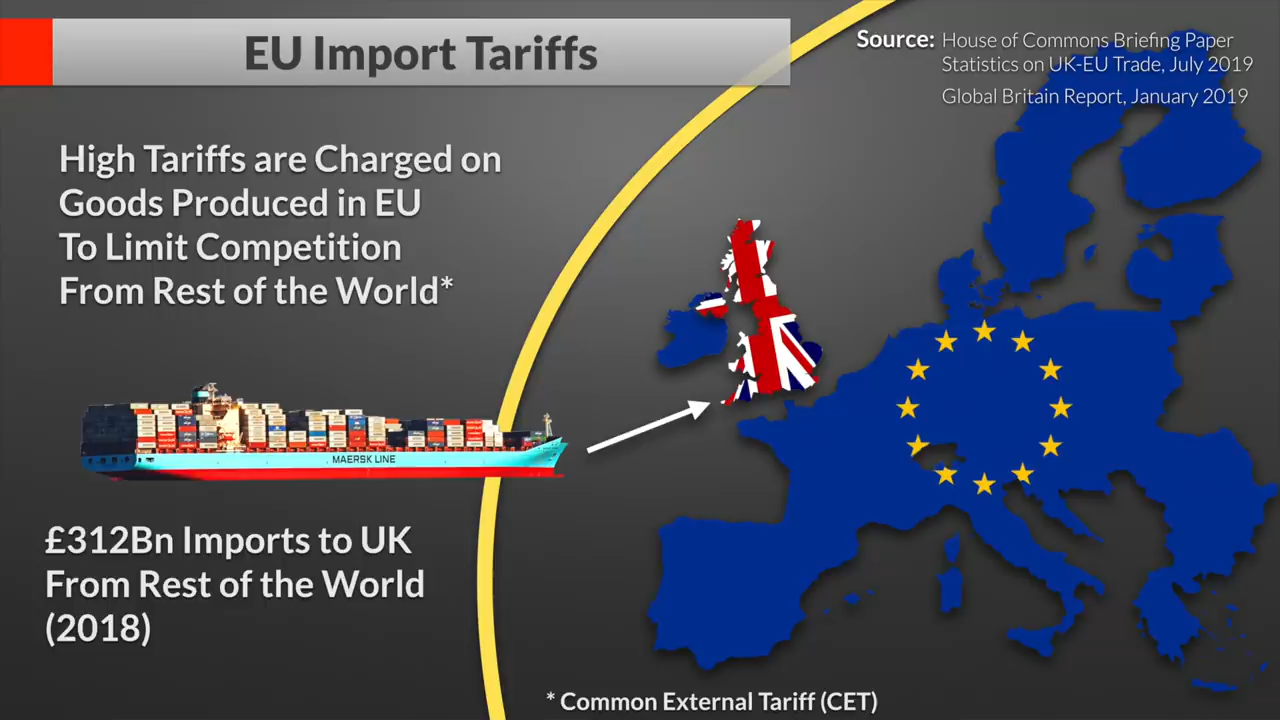 EU Import Tariffs
Source: House of Commons Briefing Paper
Statistics on UK-EU Trade, July 2019
Global Britain Report, January 2019
High Tariffs are Charged on
Goods Produced in EU
To Limit Competition
From Rest of the World*
MAERSK LINE
£312Bn Imports to UK
From Rest of the World
(2018)
* Common External Tariff (CET)